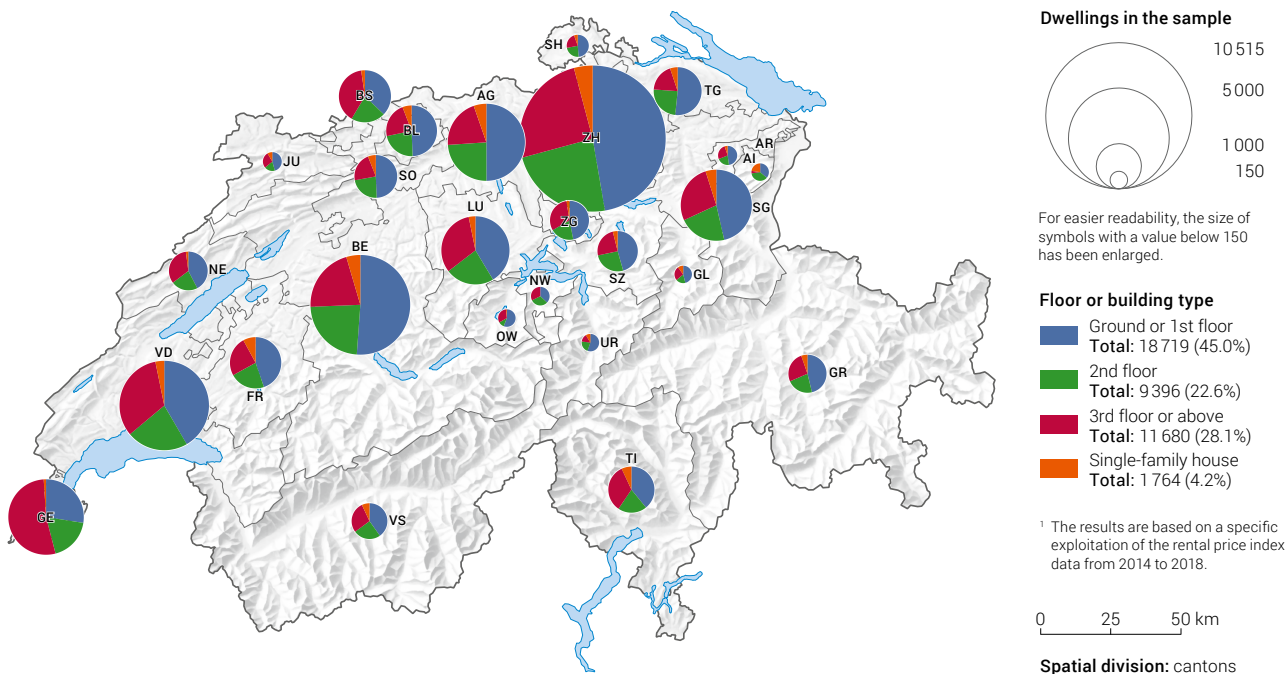 SH
BS
BL
AG
ZH
TG
AR
AI
JU
SO
LU
ZG
SG
BE
NE
SZ
GL
NW
OW
UR
VD
FR
GR
TI
GE
VS
Dwellings in the sample
10 515
5 000
1 000
150
For easier readability, the size of
symbols with a value below 150
has been enlarged.
Floor or building type
Ground or 1st floor
Total: 18 719 (45.0%)
2nd floor
Total: 9 396 (22.6%)
3rd floor or above
Total: 11 680 (28.1%)
Single-family house
Total: 1 764 (4.2%)
1 The results are based on a specific
exploitation of the rental price index
data from 2014 to 2018.
0 25 50 km
Spatial division: cantons